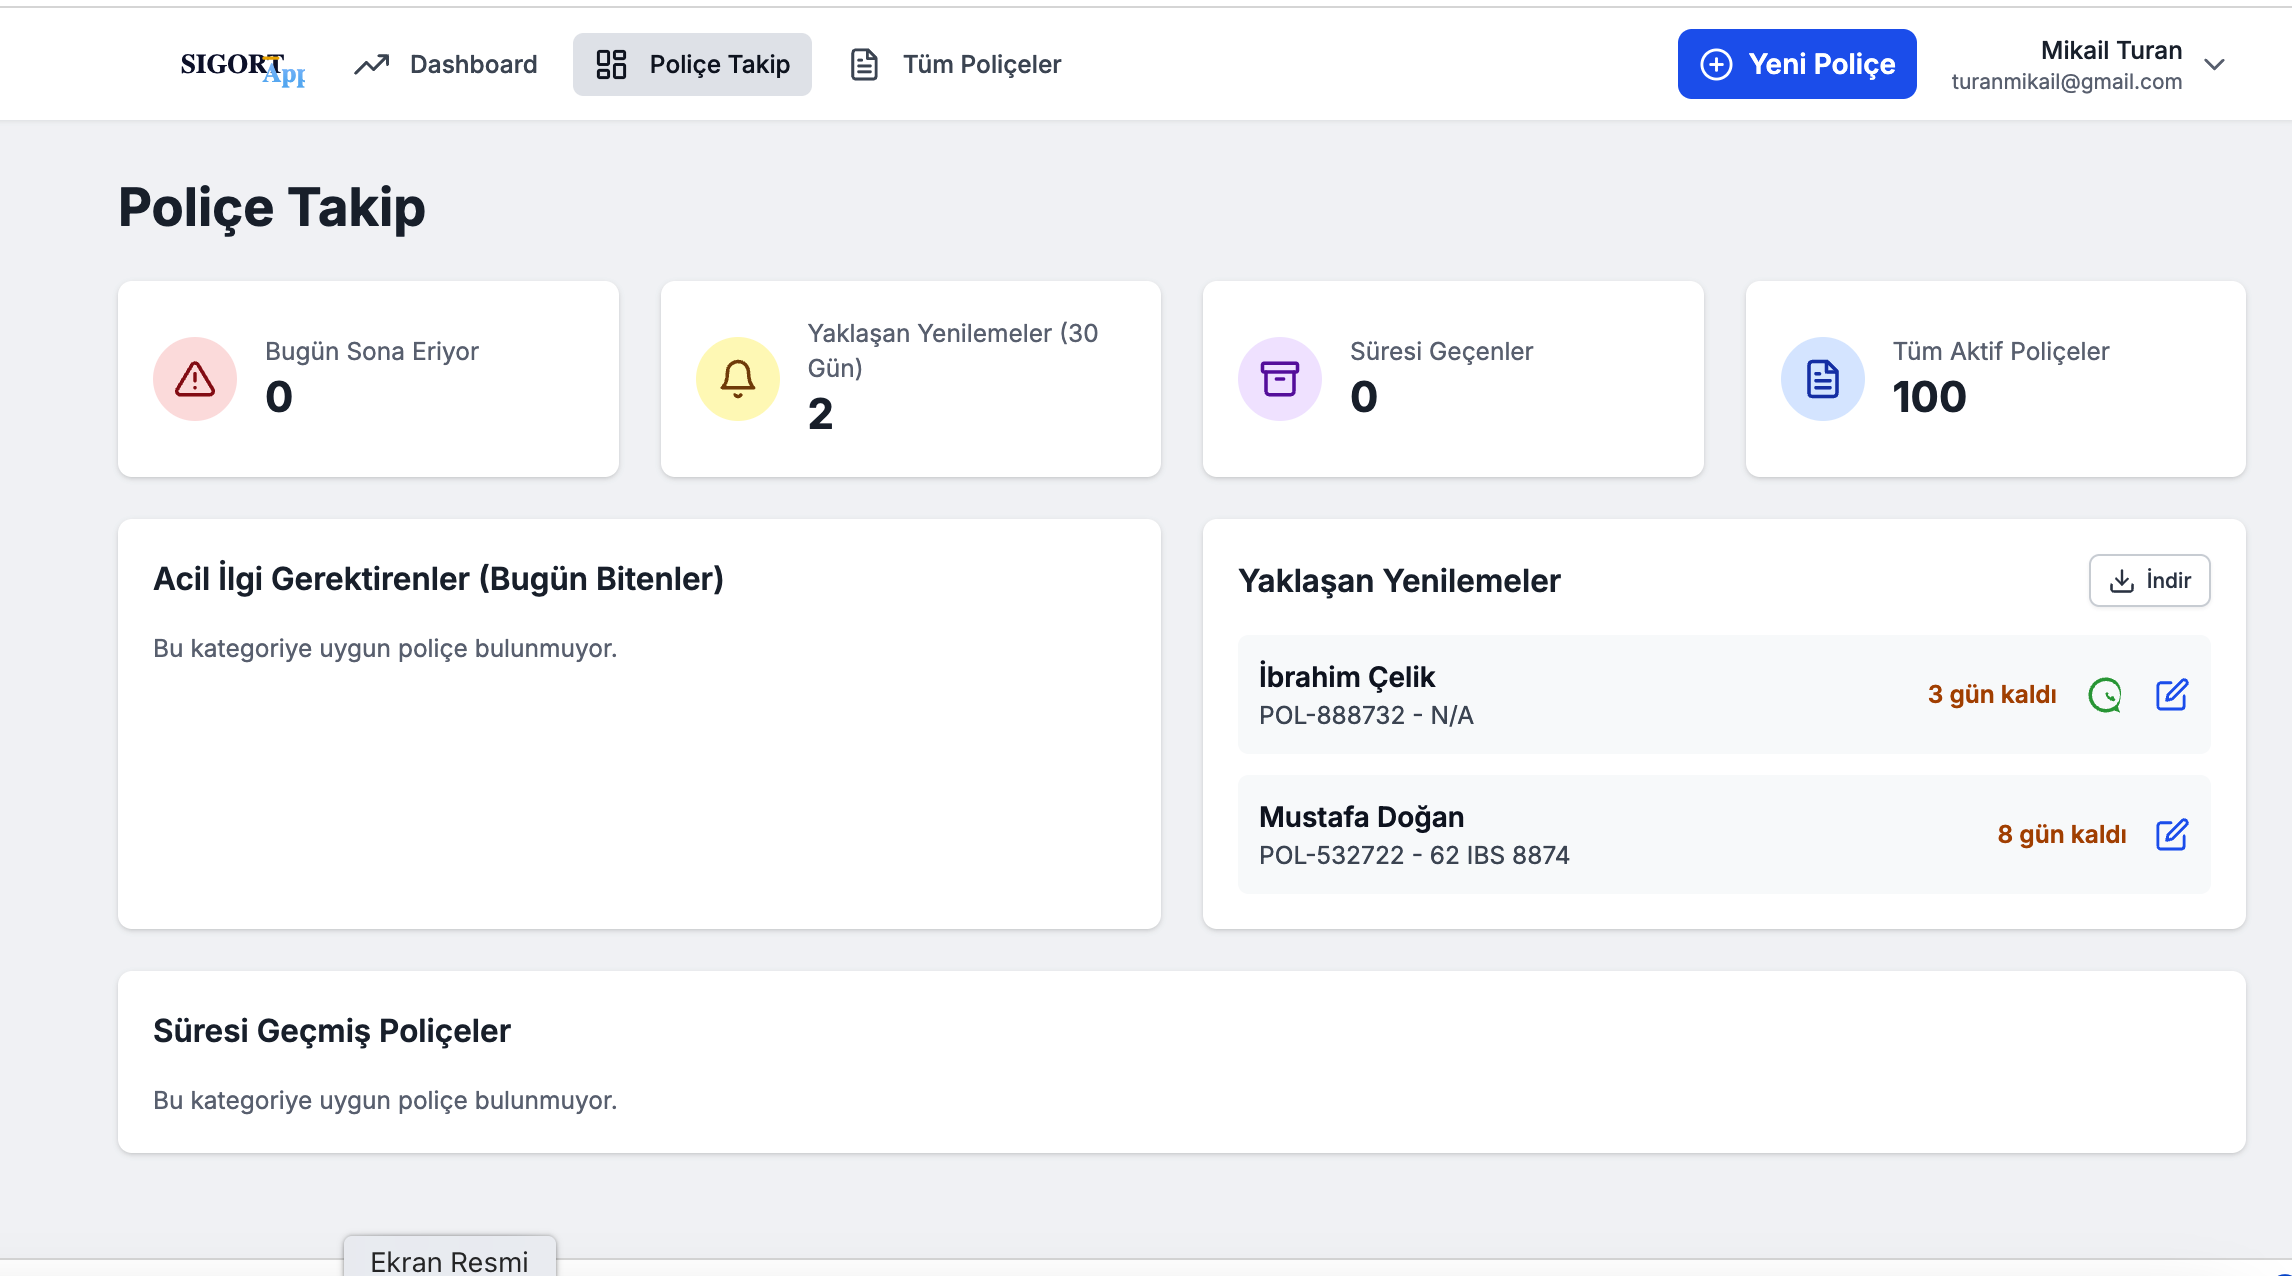 SIGORT
App
Dashboard
Poliçe Takip
Tüm Poliçeler
Yeni Poliçe
Mikail Turan
turanmikail@gmail.com
Poliçe Takip
Bugün Sona Eriyor
0
Yaklaşan Yenilemeler (30
Gün)
2
Süresi Geçenler
0
Tüm Aktif Poliçeler
100
Acil İlgi Gerektirenler (Bugün Bitenler)
Bu kategoriye uygun poliçe bulunmuyor.
Yaklaşan Yenilemeler
İndir
İbrahim Çelik
POL-888732 - N/A
3 gün kaldı
Mustafa Doğan
POL-532722 - 62 IBS 8874
8 gün kaldı
Süresi Geçmiş Poliçeler
Bu kategoriye uygun poliçe bulunmuyor.
Ekran Resmi